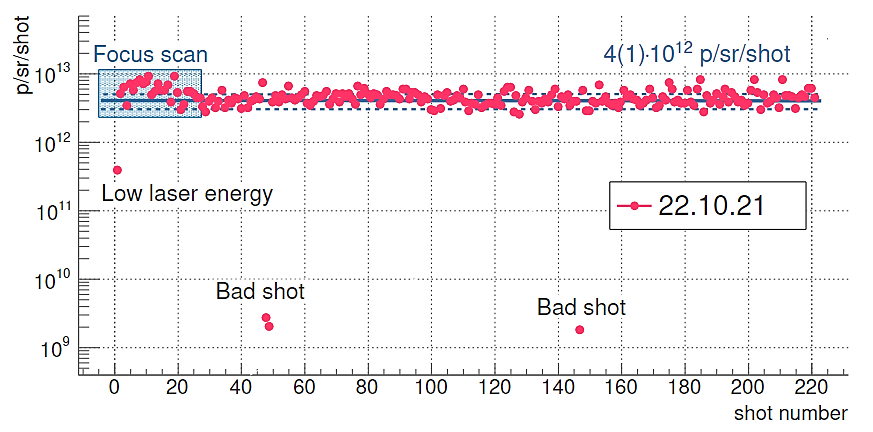 p/sr/shot
Focus scan
4(1)·10¹² p/sr/shot
10¹³
10¹²
Low laser energy
22.10.21
10¹¹
10¹⁰
Bad shot
Bad shot
10⁹
0 20 40 60 80 100 120 140 160 180 200 220
shot number